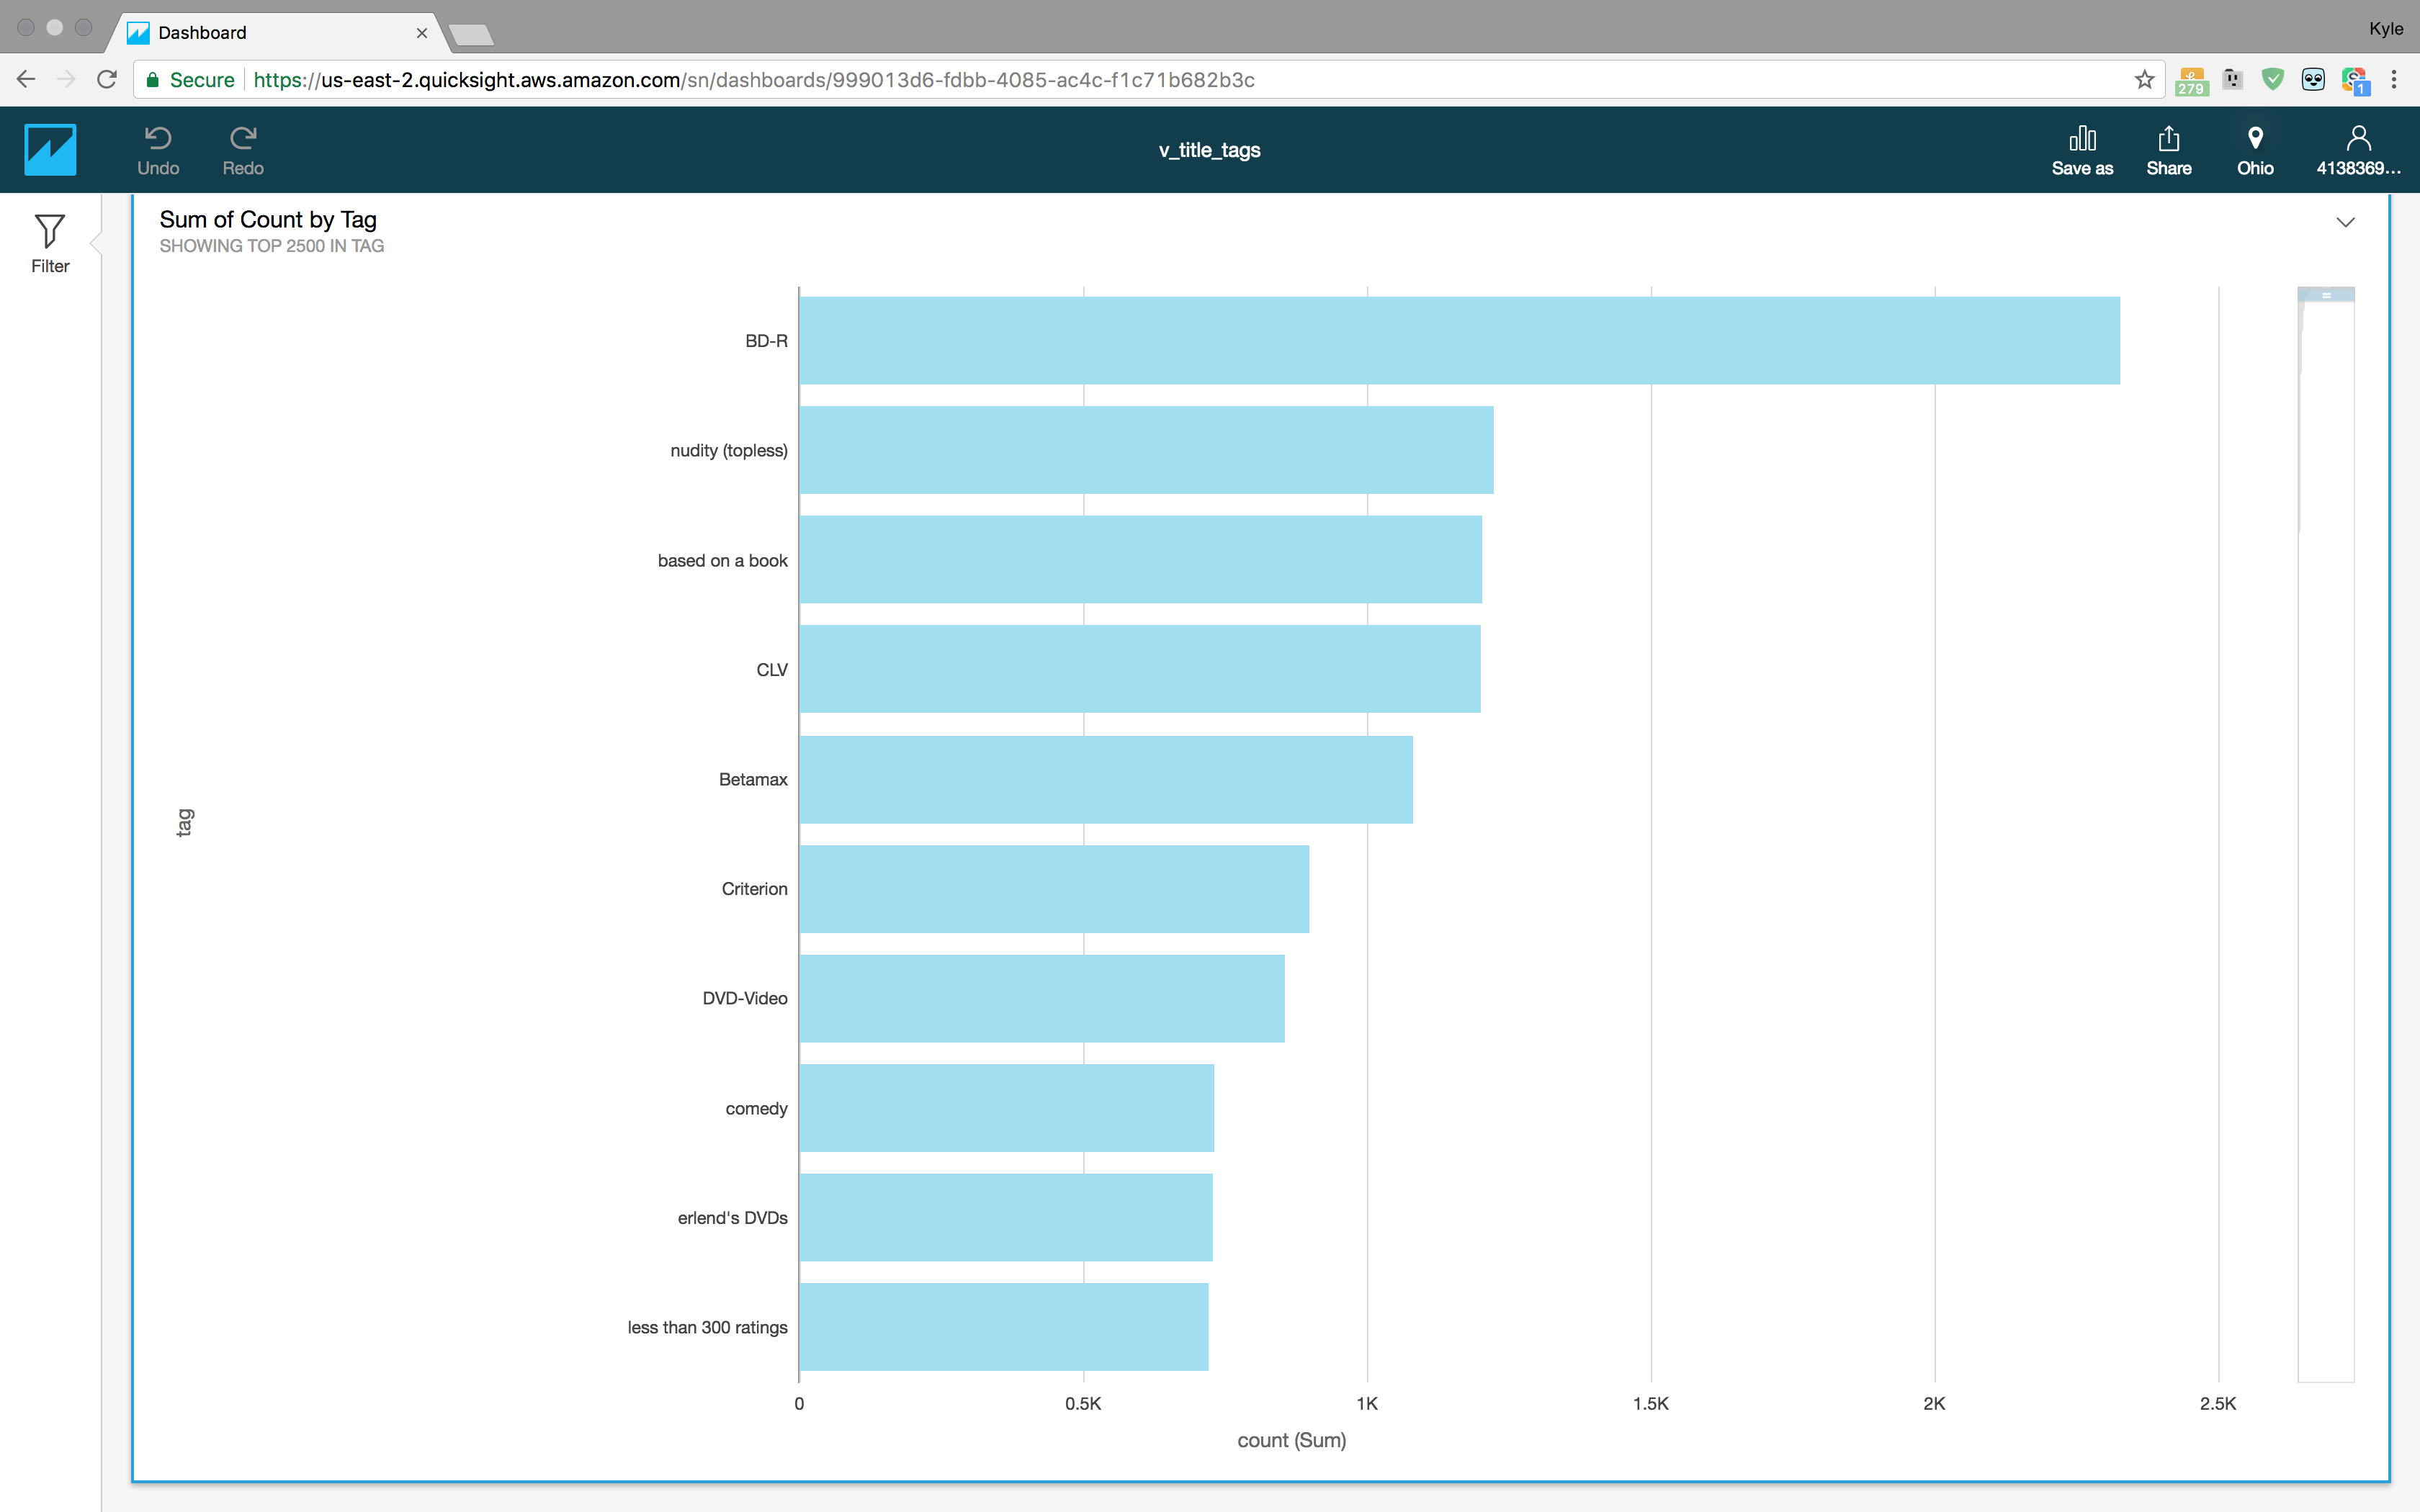 Dashboard
Kyle
Secure https://us-east-2.quicksight.aws.amazon.com/sn/dashboards/999013d6-fdbb-4085-ac4c-f1c71b682b3c
279
1
Undo
Redo
v_title_tags
Save as
Share
Ohio
4138369...
Filter
Sum of Count by Tag
SHOWING TOP 2500 IN TAG
BD-R
nudity (topless)
based on a book
CLV
Betamax
tag
Criterion
DVD-Video
comedy
erlend's DVDs
less than 300 ratings
0 0.5K 1K 1.5K 2K 2.5K
count (Sum)